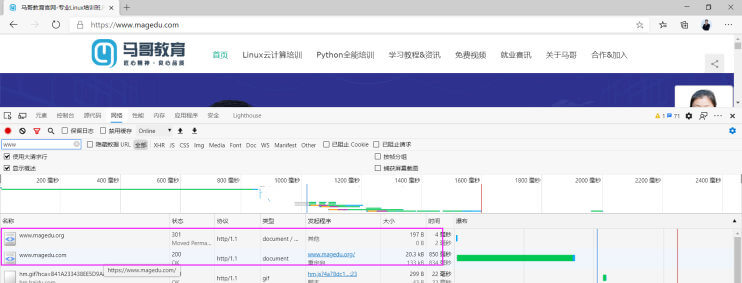 马哥教育官网-专业Linux培训的
https://www.magedu.com
马哥教育
匠心精神·良心品质
首页 Linux云计算培训 Python全能培训 学习教程&资讯 免费视频 就业喜讯 关于马哥 合作&加入
元素 控制台 源代码 网络 性能 内存 应用程序 安全 Lighthouse 1 71
保留日志 禁用缓存 Online
www 隐藏数据 URL 全部 XHR JS CSS Img Media Font Doc WS Manifest Other 已阻止 Cookie 已阻止请求
使用大请求行 按帧分组
显示概述 捕获屏幕截图
200 毫秒 400 毫秒 600 毫秒 800 毫秒 1000 毫秒 1200 毫秒 1400 毫秒 1600 毫秒 1800 毫秒 2000 毫秒 2200 毫秒 2400 毫秒
名称 状态 协议 类型 发起程序 大小 时间 瀑布
www.magedu.org 301 http/1.1 document / ... 其他 197 B 4 毫秒
Moved Perma... 0 B 2 毫秒
www.magedu.com 200 http/1.1 document www.magedu.org/ 20.3 kB 850 毫秒
OK 重定向 133 kB 834 毫秒
https://www.magedu.com/
200 http/1.1 gif 299 B 22 毫秒
hm.baidu.com OK